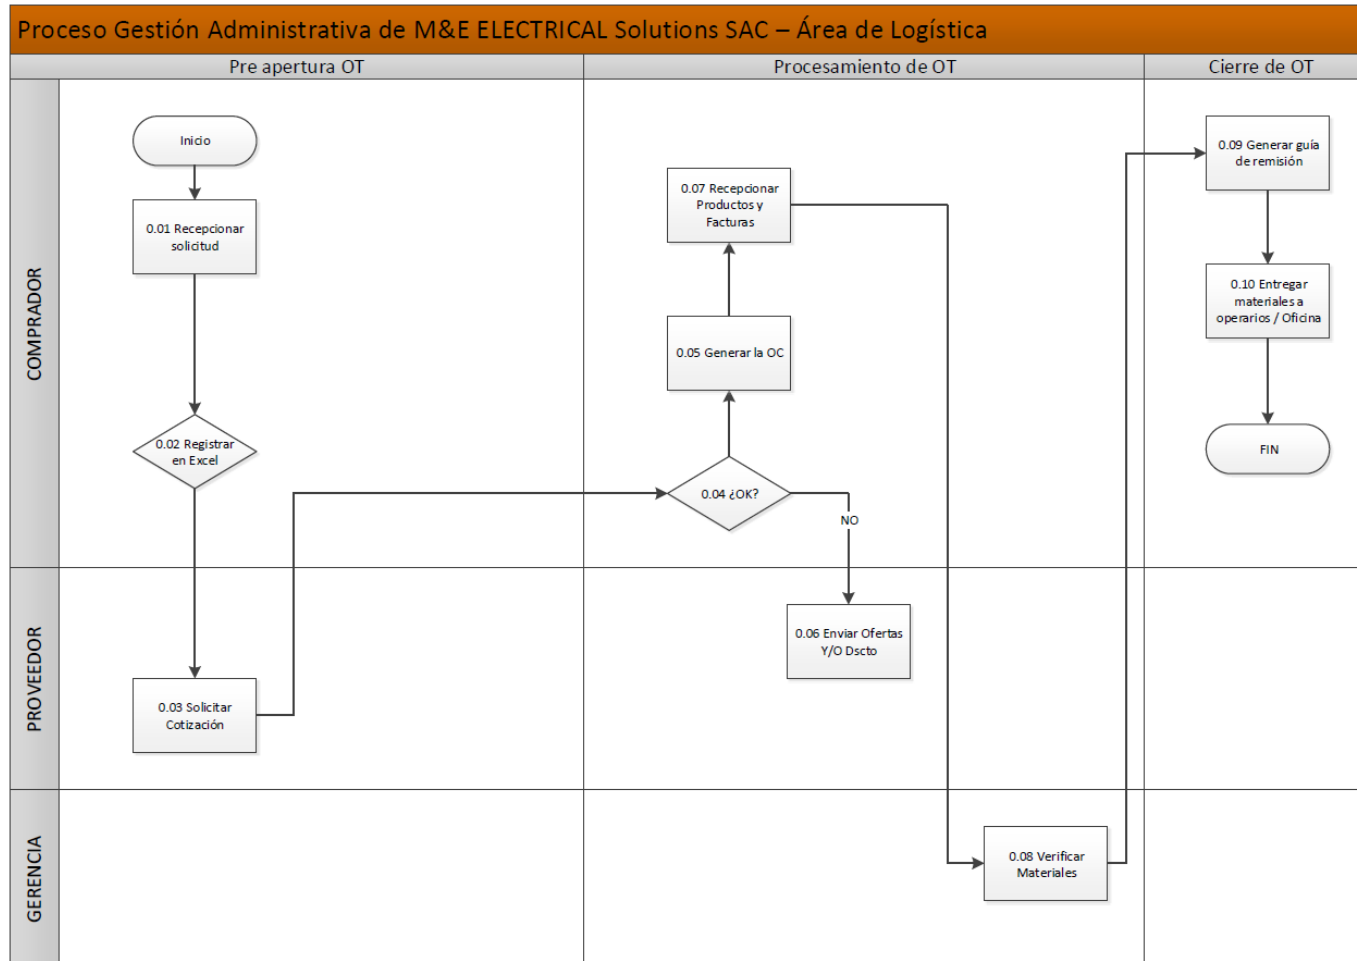 Proceso Gestión Administrativa de M&E ELECTRICAL Solutions SAC – Área de Logística
Pre apertura OT
Procesamiento de OT
Cierre de OT
COMPRADOR
Inicio
0.01 Recepcionar
solicitud
0.02 Registrar
en Excel
0.07 Recepcionar
Productos y
Facturas
0.05 Generar la OC
0.04 ¿OK?
NO
0.09 Generar guía
de remisión
0.10 Entregar
materiales a
operarios / Oficina
FIN
PROVEEDOR
0.03 Solicitar
Cotización
0.06 Enviar Ofertas
Y/O Dscto
GERENCIA
0.08 Verificar
Materiales